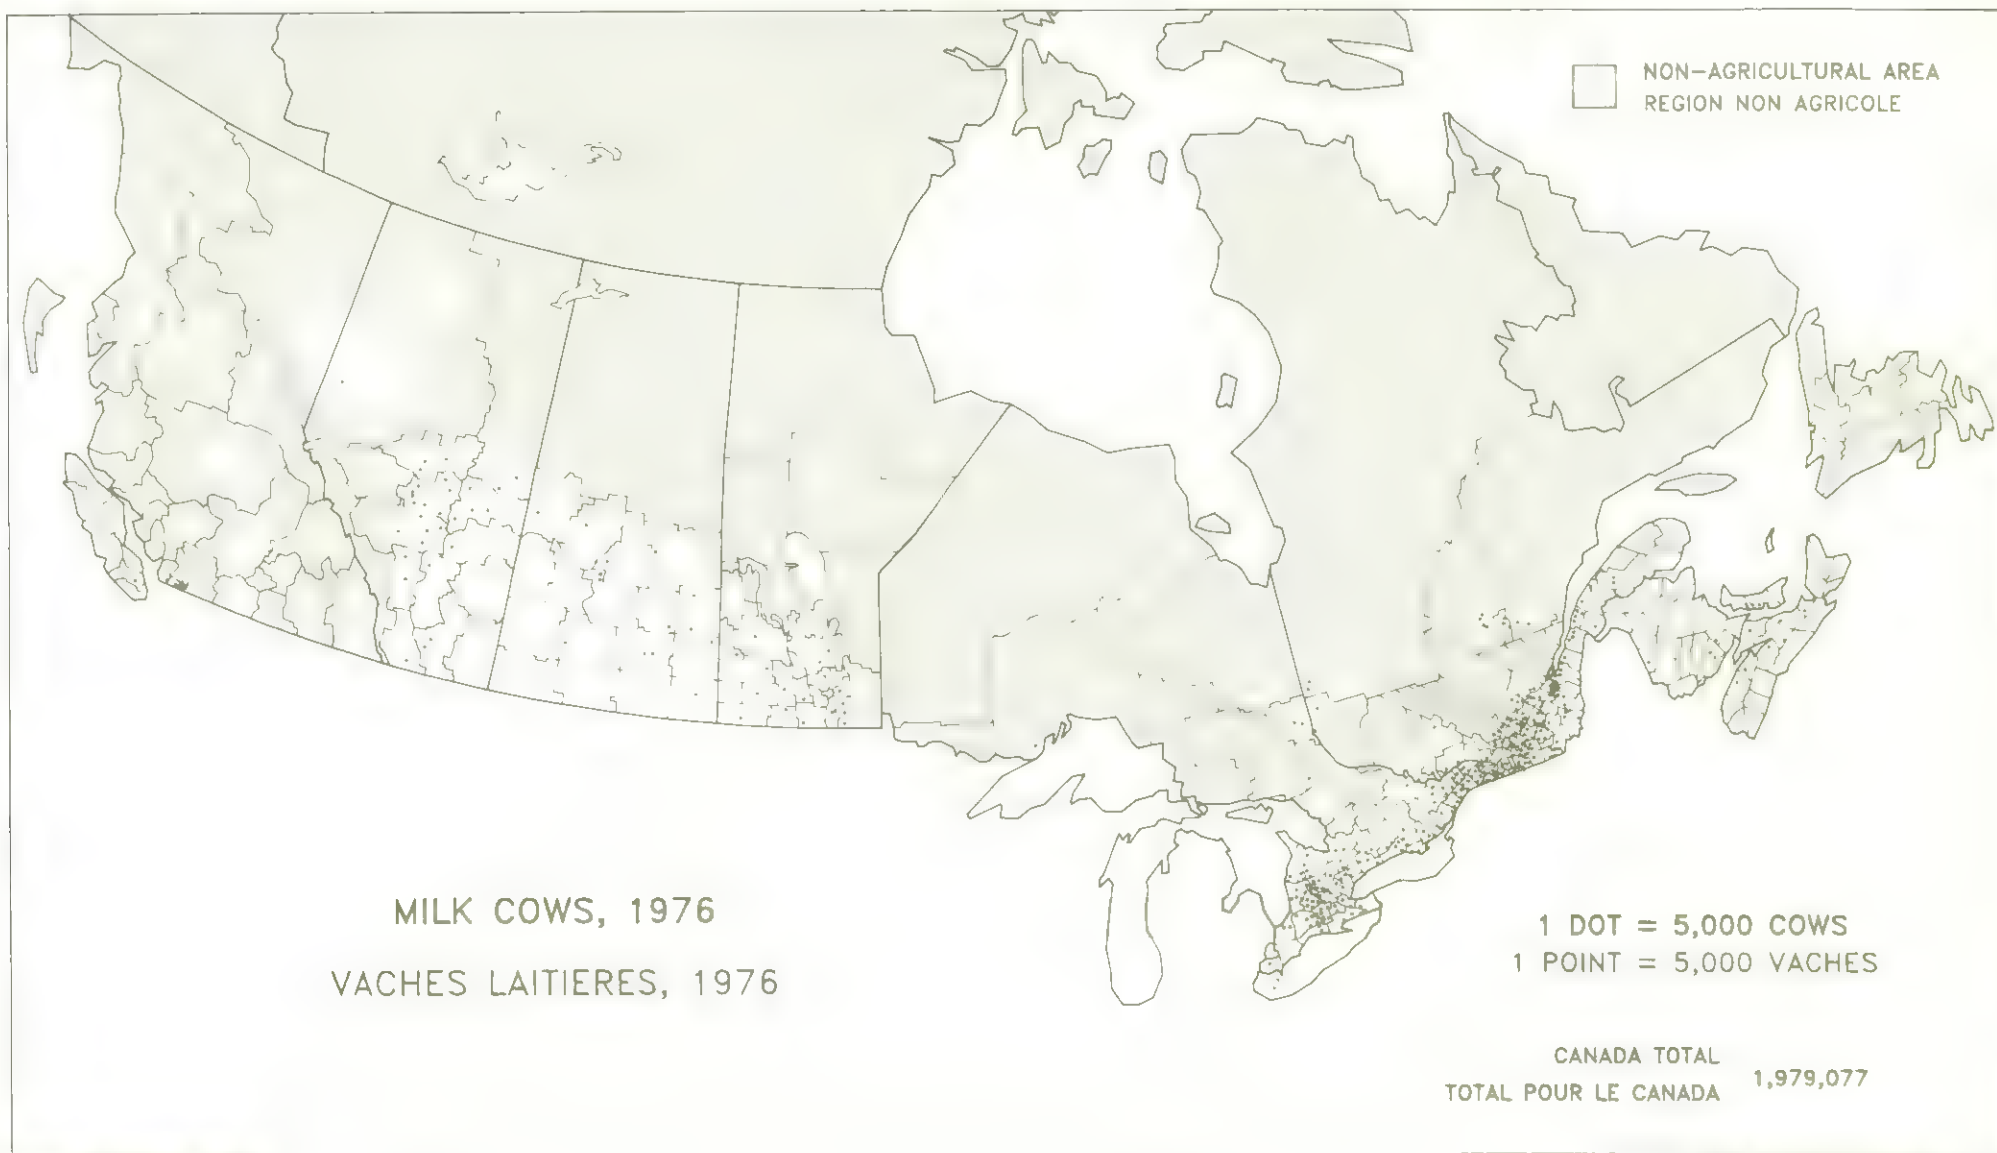 NON-AGRICULTURAL AREA
REGION NON AGRICOLE
MILK COWS, 1976
VACHES LAITIERES, 1976
1 DOT = 5,000 COWS
1 POINT = 5,000 VACHES
CANADA TOTAL
TOTAL POUR LE CANADA 1,979,077